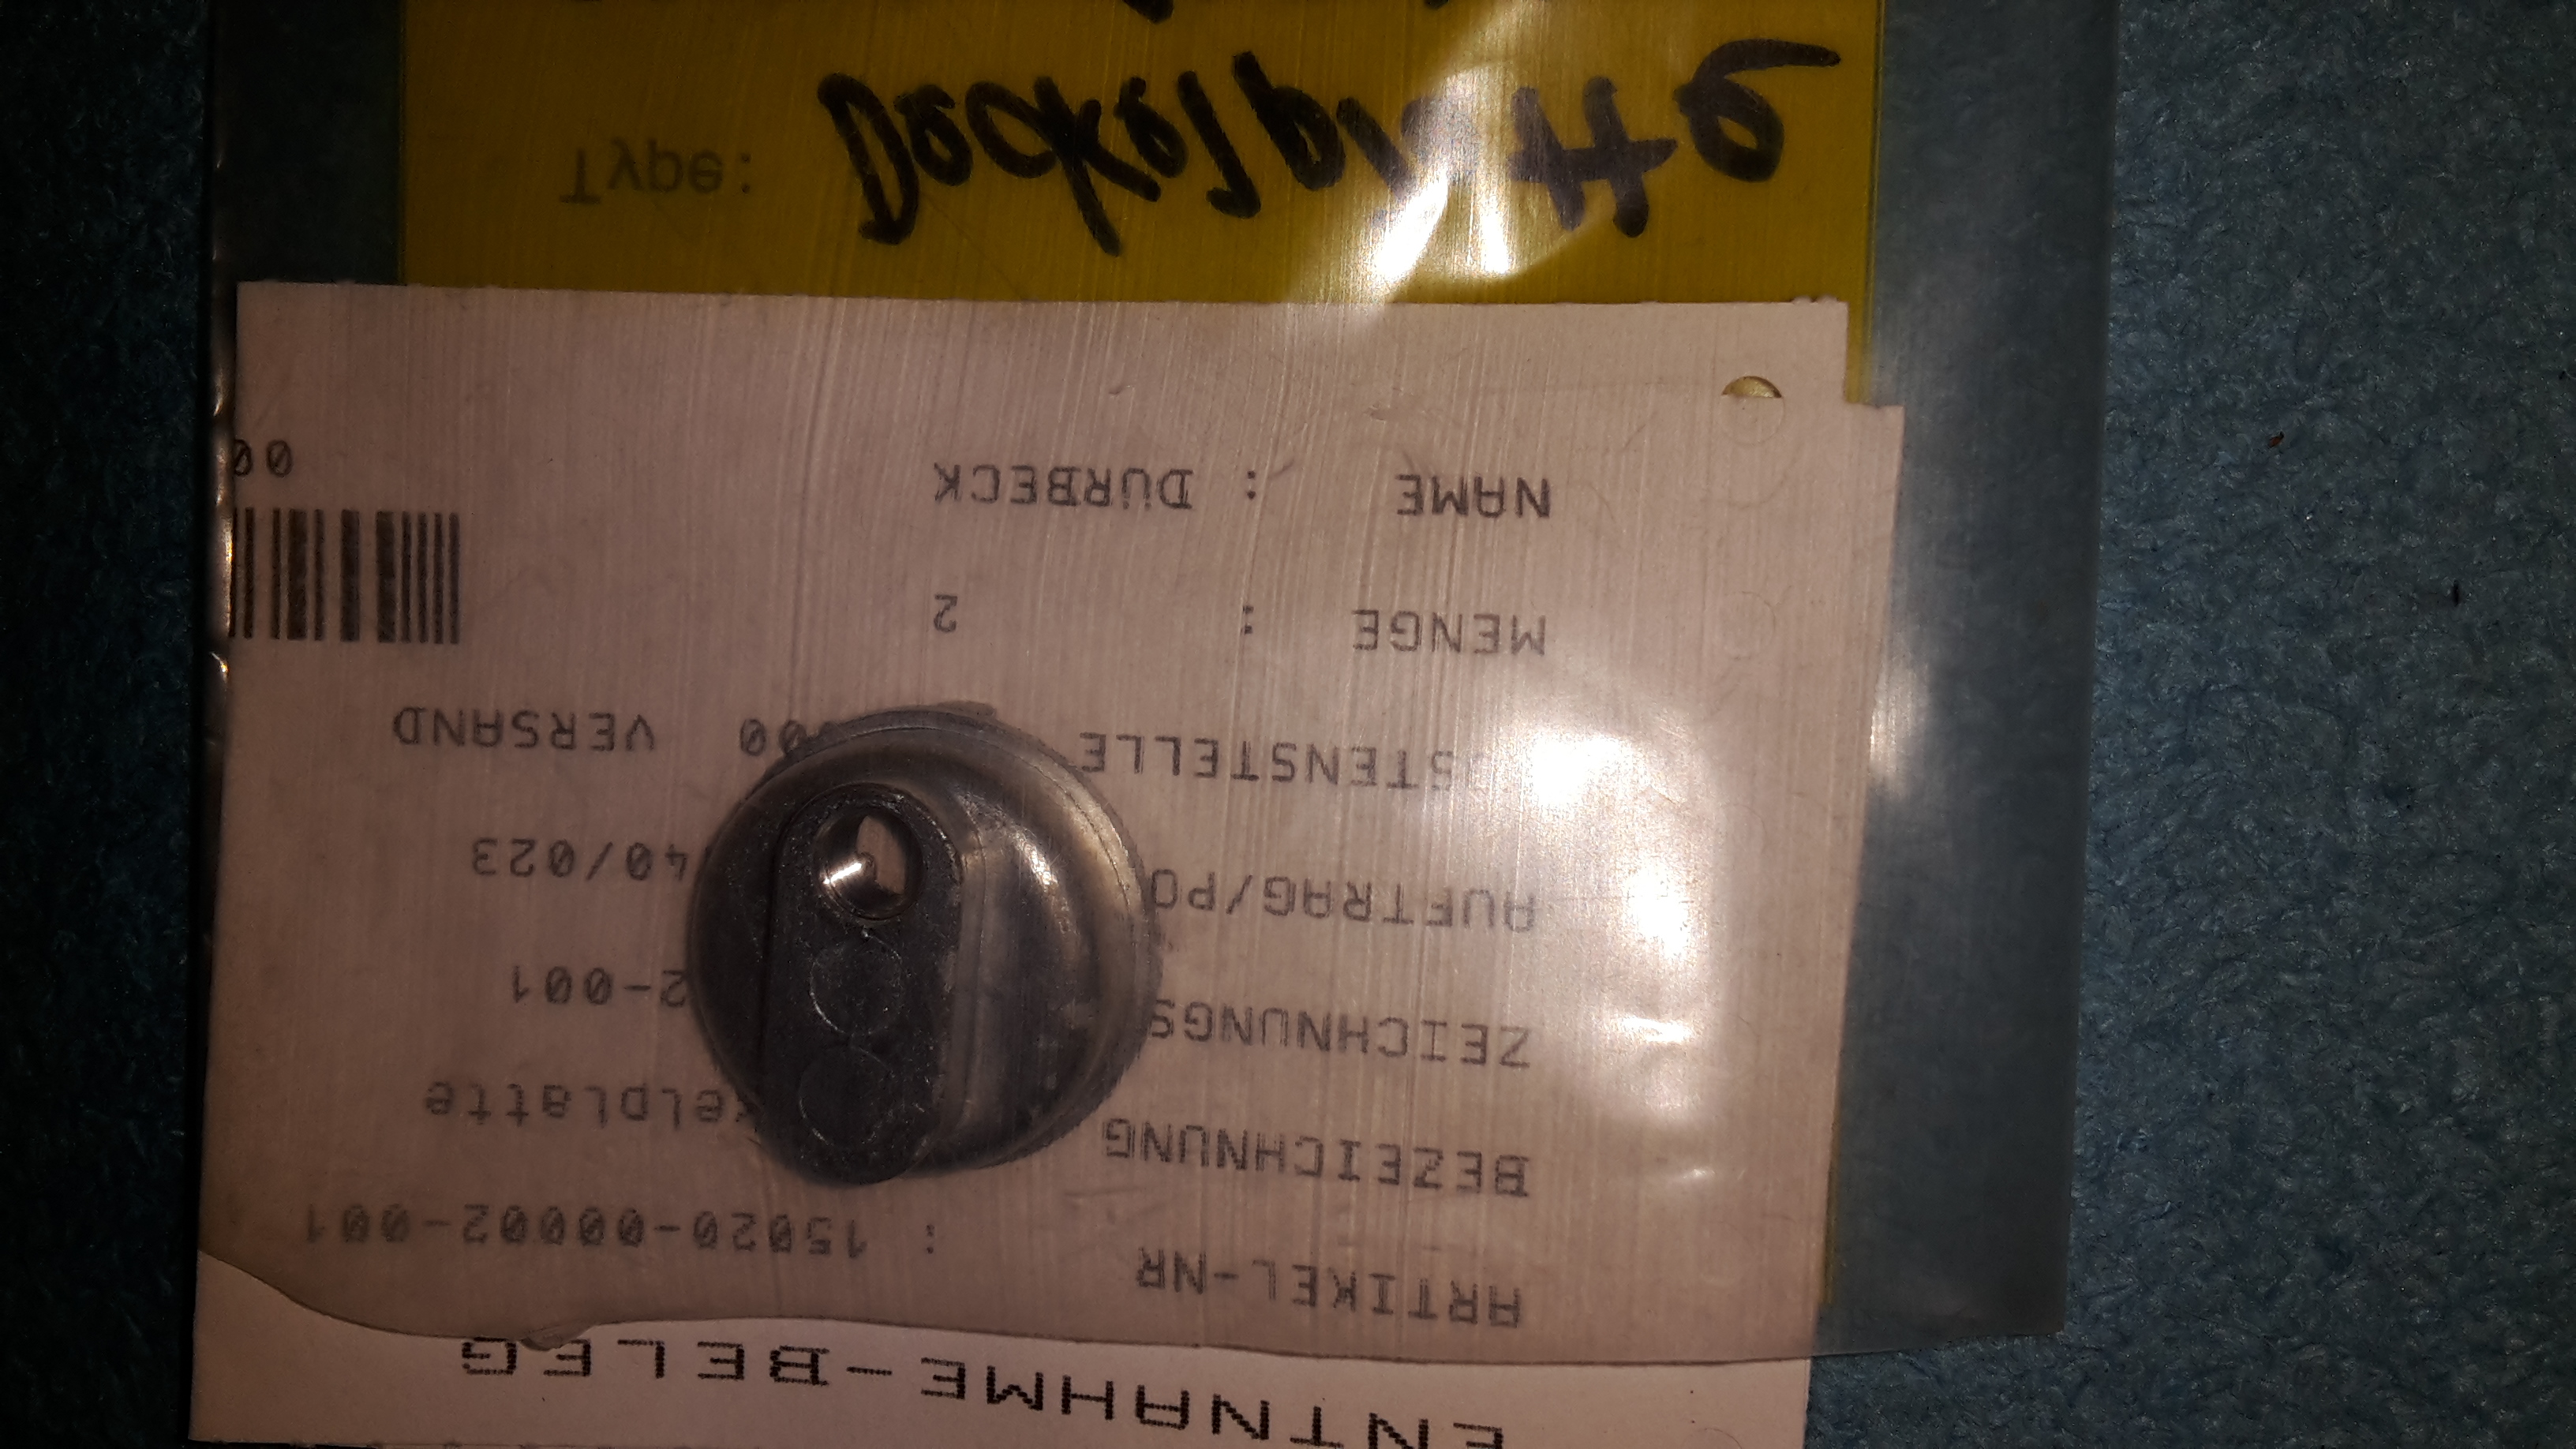 ENTNAHME-BELEG
ARTIKEL-NR : 15020-00002-001
BEZEICHNUNG elplatte
ZEICHNUNGS 2-001
AUFTRAG/PO 40/023
STENSTELLE 00 000 VERSAND
MENGE : 2
NAME : DÜRBECK
00
Type: Deckelplatte